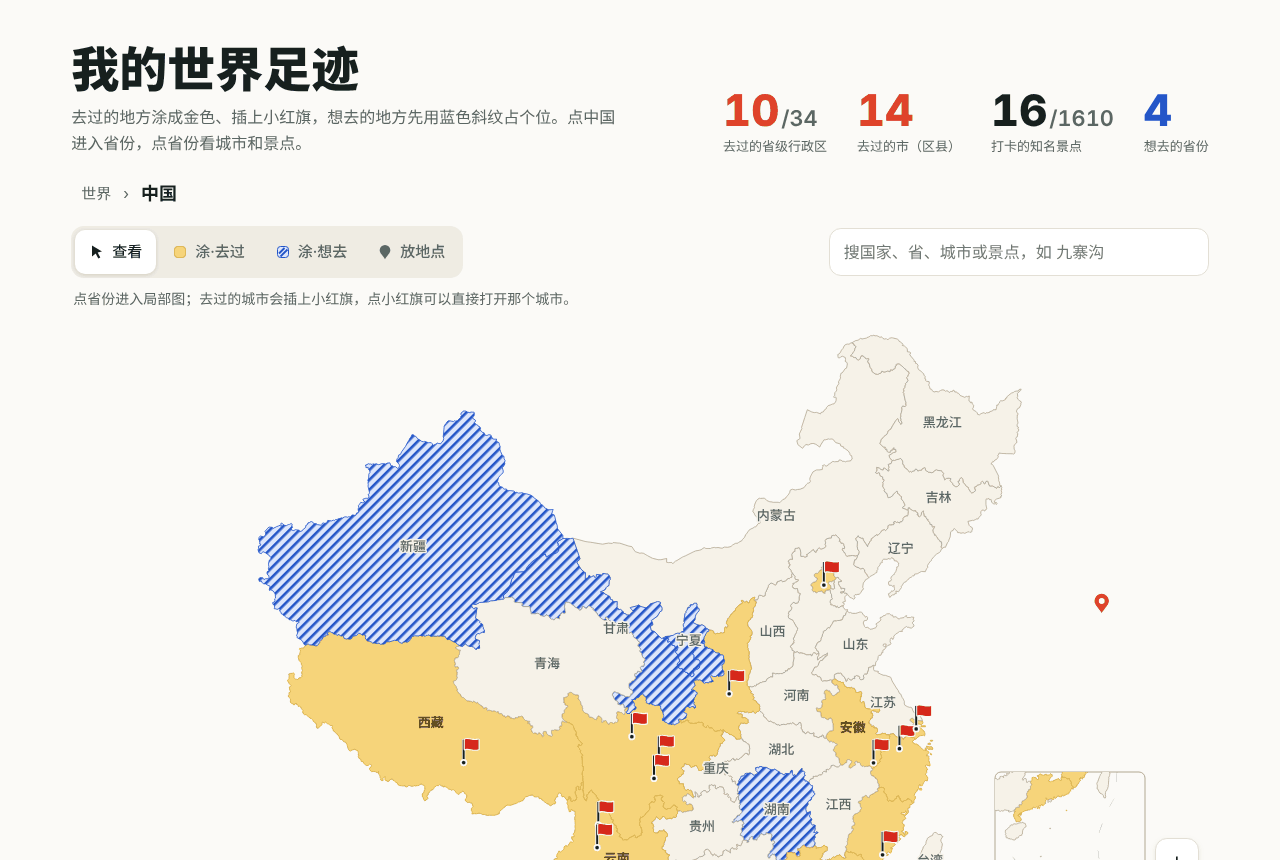 我的世界足迹
去过的地方涂成金色、插上小红旗，想去的地方先用蓝色斜纹占个位。点中国
进入省份，点省份看城市和景点。
10/34
去过的省级行政区
14
去过的市（区县）
16/1610
打卡的知名景点
4
想去的省份
世界 › 中国
查看
涂·去过
涂·想去
放地点
搜国家、省、城市或景点，如 九寨沟
点省份进入局部图；去过的城市会插上小红旗，点小红旗可以直接打开那个城市。
黑龙江
吉林
内蒙古
辽宁
新疆
甘肃
宁夏
山西
山东
青海
河南
江苏
西藏
安徽
湖北
重庆
湖南
江西
贵州
云南
台湾